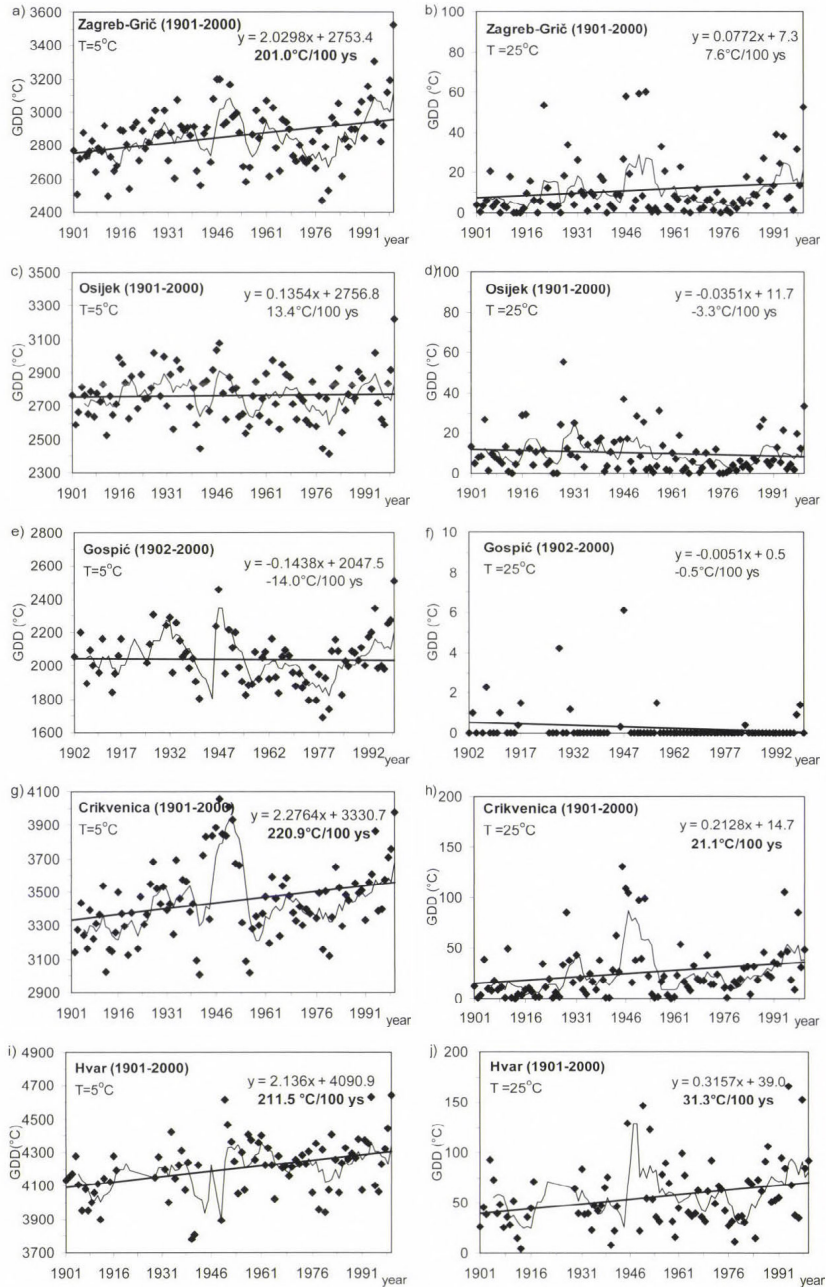 a)
Zagreb-Grič (1901-2000)
T=5°C
y = 2.0298x + 2753.4
201.0°C/100 ys
GDD (°C)
3600
3400
3200
3000
2800
2600
2400
1901 1916 1931 1946 1961 1976 1991 year
b)
Zagreb-Grič (1901-2000)
T =25°C
y = 0.0772x + 7.3
7.6°C/100 ys
GDD (°C)
100
80
60
40
20
0
1901 1916 1931 1946 1961 1976 1991 year
c)
Osijek (1901-2000)
T=5°C
y = 0.1354x + 2756.8
13.4°C/100 ys
GDD (°C)
3500
3300
3100
2900
2700
2500
2300
1901 1916 1931 1946 1961 1976 1991 year
d)
Osijek (1901-2000)
T =25°C
y = -0.0351x + 11.7
-3.3°C/100 ys
GDD (°C)
100
80
60
40
20
0
1901 1916 1931 1946 1961 1976 1991 year
e)
Gospić (1902-2000)
T=5°C
y = -0.1438x + 2047.5
-14.0°C/100 ys
GDD (°C)
2800
2600
2400
2200
2000
1800
1600
1902 1917 1932 1947 1962 1977 1992 year
f)
Gospić (1902-2000)
T =25°C
y = -0.0051x + 0.5
-0.5°C/100 ys
GDD (°C)
10
8
6
4
2
0
1902 1917 1932 1947 1962 1977 1992 year
g)
Crikvenica (1901-2000)
T=5°C
y = 2.2764x + 3330.7
220.9°C/100 ys
GDD (°C)
4100
3900
3700
3500
3300
3100
2900
1901 1916 1931 1946 1961 1976 1991 year
h)
Crikvenica (1901-2000)
T =25°C
y = 0.2128x + 14.7
21.1°C/100 ys
GDD (°C)
200
150
100
50
0
1901 1916 1931 1946 1961 1976 1991 year
i)
Hvar (1901-2000)
T=5°C
y = 2.136x + 4090.9
211.5 °C/100 ys
GDD(°C)
4900
4700
4500
4300
4100
3900
3700
1901 1916 1931 1946 1961 1976 1991 year
j)
Hvar (1901-2000)
T =25°C
y = 0.3157x + 39.0
31.3°C/100 ys
GDD (°C)
200
150
100
50
0
1901 1916 1931 1946 1961 1976 1991 year